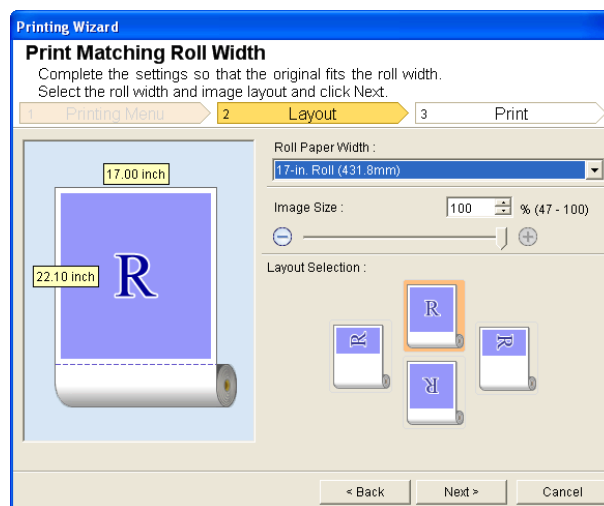 Printing Wizard
Print Matching Roll Width
Complete the settings so that the original fits the roll width.
Select the roll width and image layout and click Next.
1 Printing Menu 2 Layout 3 Print
Roll Paper Width :
17-in. Roll (431.8mm)
17.00 inch
Image Size : 100 % (47 - 100)
22.10 inch
R
Layout Selection :
R
R
R
R
< Back Next > Cancel